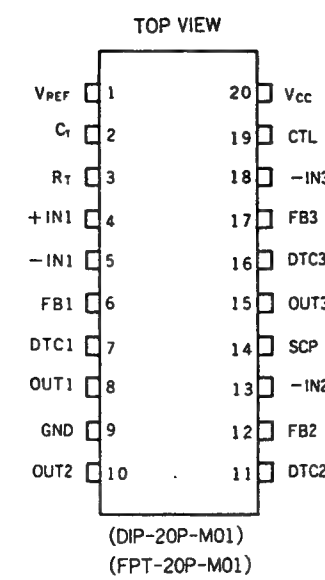 TOP VIEW
VREF 1 20 VCC
CT 2 19 CTL
RT 3 18 −IN3
+IN1 4 17 FB3
−IN1 5 16 DTC3
FB1 6 15 OUT3
DTC1 7 14 SCP
OUT1 8 13 −IN2
GND 9 12 FB2
OUT2 10 11 DTC2
(DIP-20P-M01)
(FPT-20P-M01)